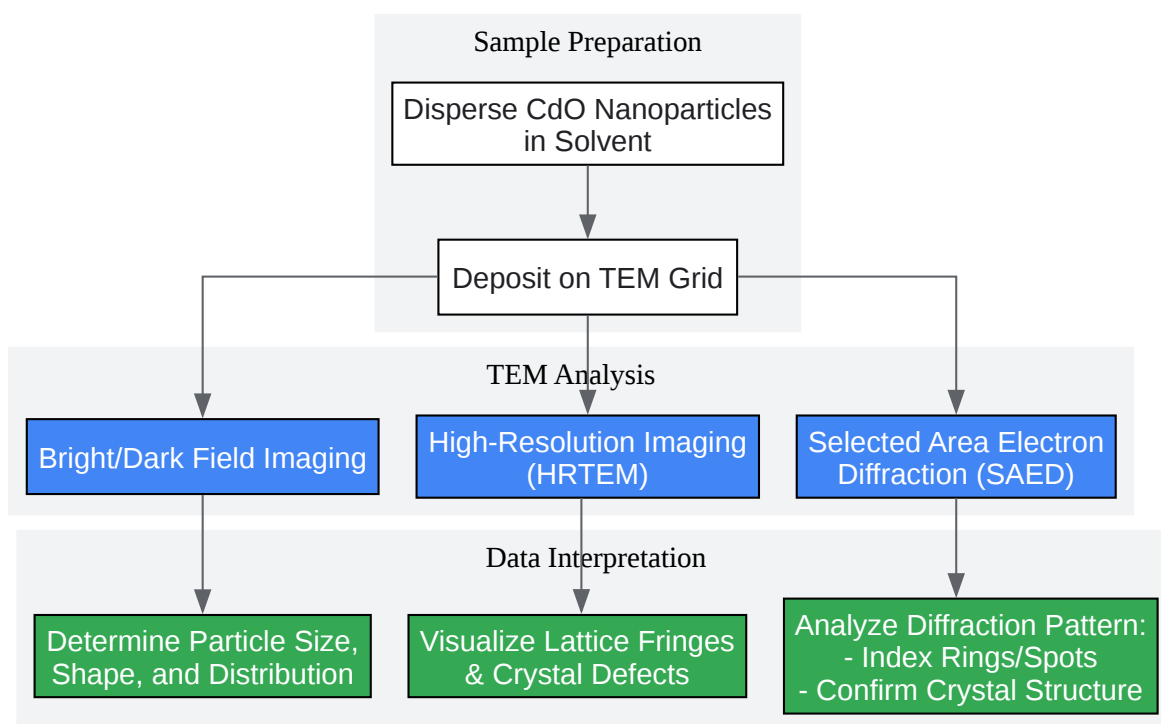 Sample Preparation
Disperse CdO Nanoparticles
in Solvent
Deposit on TEM Grid
TEM Analysis
Bright/Dark Field Imaging
High-Resolution Imaging
(HRTEM)
Selected Area Electron
Diffraction (SAED)
Data Interpretation
Determine Particle Size,
Shape, and Distribution
Visualize Lattice Fringes
& Crystal Defects
Analyze Diffraction Pattern:
- Index Rings/Spots
- Confirm Crystal Structure